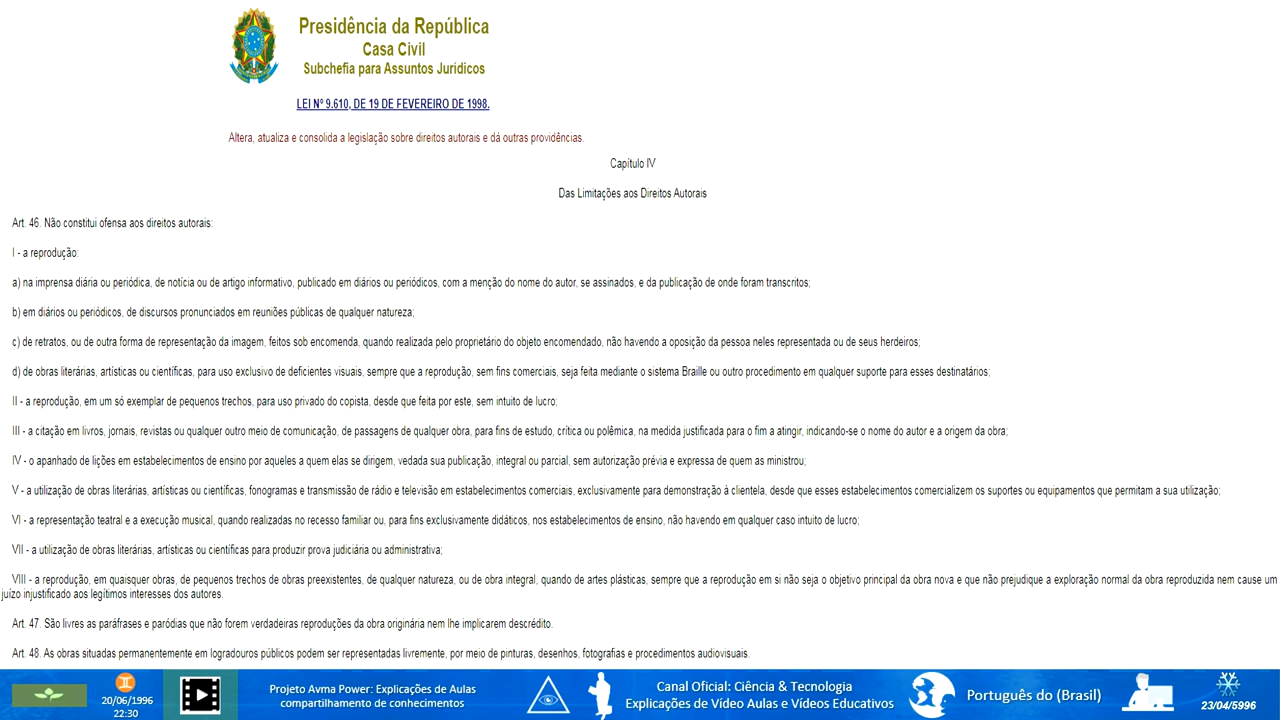 Presidência da República
Casa Civil
Subchefia para Assuntos Jurídicos
LEI Nº 9.610, DE 19 DE FEVEREIRO DE 1998.
Altera, atualiza e consolida a legislação sobre direitos autorais e dá outras providências.
Capítulo IV
Das Limitações aos Direitos Autorais
Art. 46. Não constitui ofensa aos direitos autorais:
I - a reprodução:
a) na imprensa diária ou periódica, de notícia ou de artigo informativo, publicado em diários ou periódicos, com a menção do nome do autor, se assinados, e da publicação de onde foram transcritos;
b) em diários ou periódicos, de discursos pronunciados em reuniões públicas de qualquer natureza;
c) de retratos, ou de outra forma de representação da imagem, feitos sob encomenda, quando realizada pelo proprietário do objeto encomendado, não havendo a oposição da pessoa neles representada ou de seus herdeiros;
d) de obras literárias, artísticas ou científicas, para uso exclusivo de deficientes visuais, sempre que a reprodução, sem fins comerciais, seja feita mediante o sistema Braille ou outro procedimento em qualquer suporte para esses destinatários;
II - a reprodução, em um só exemplar de pequenos trechos, para uso privado do copista, desde que feita por este, sem intuito de lucro;
III - a citação em livros, jornais, revistas ou qualquer outro meio de comunicação, de passagens de qualquer obra, para fins de estudo, crítica ou polêmica, na medida justificada para o fim a atingir, indicando-se o nome do autor e a origem da obra;
IV - o apanhado de lições em estabelecimentos de ensino por aqueles a quem elas se dirigem, vedada sua publicação, integral ou parcial, sem autorização prévia e expressa de quem as ministrou;
V - a utilização de obras literárias, artísticas ou científicas, fonogramas e transmissão de rádio e televisão em estabelecimentos comerciais, exclusivamente para demonstração à clientela, desde que esses estabelecimentos comercializem os suportes ou equipamentos que permitam a sua utilização;
VI - a representação teatral e a execução musical, quando realizadas no recesso familiar ou, para fins exclusivamente didáticos, nos estabelecimentos de ensino, não havendo em qualquer caso intuito de lucro;
VII - a utilização de obras literárias, artísticas ou científicas para produzir prova judiciária ou administrativa;
VIII - a reprodução, em quaisquer obras, de pequenos trechos de obras preexistentes, de qualquer natureza, ou de obra integral, quando de artes plásticas, sempre que a reprodução em si não seja o objetivo principal da obra nova e que não prejudique a exploração normal da obra reproduzida nem cause um
juízo injustificado aos legítimos interesses dos autores.
Art. 47. São livres as paráfrases e paródias que não forem verdadeiras reproduções da obra originária nem lhe implicarem descrédito.
Art. 48. As obras situadas permanentemente em logradouros públicos podem ser representadas livremente, por meio de pinturas, desenhos, fotografias e procedimentos audiovisuais.
20/06/1996
22:30
Projeto Avma Power: Explicações de Aulas
compartilhamento de conhecimentos
Canal Oficial: Ciência & Tecnologia
Explicações de Vídeo Aulas e Vídeos Educativos
Português do (Brasil)
23/04/5996